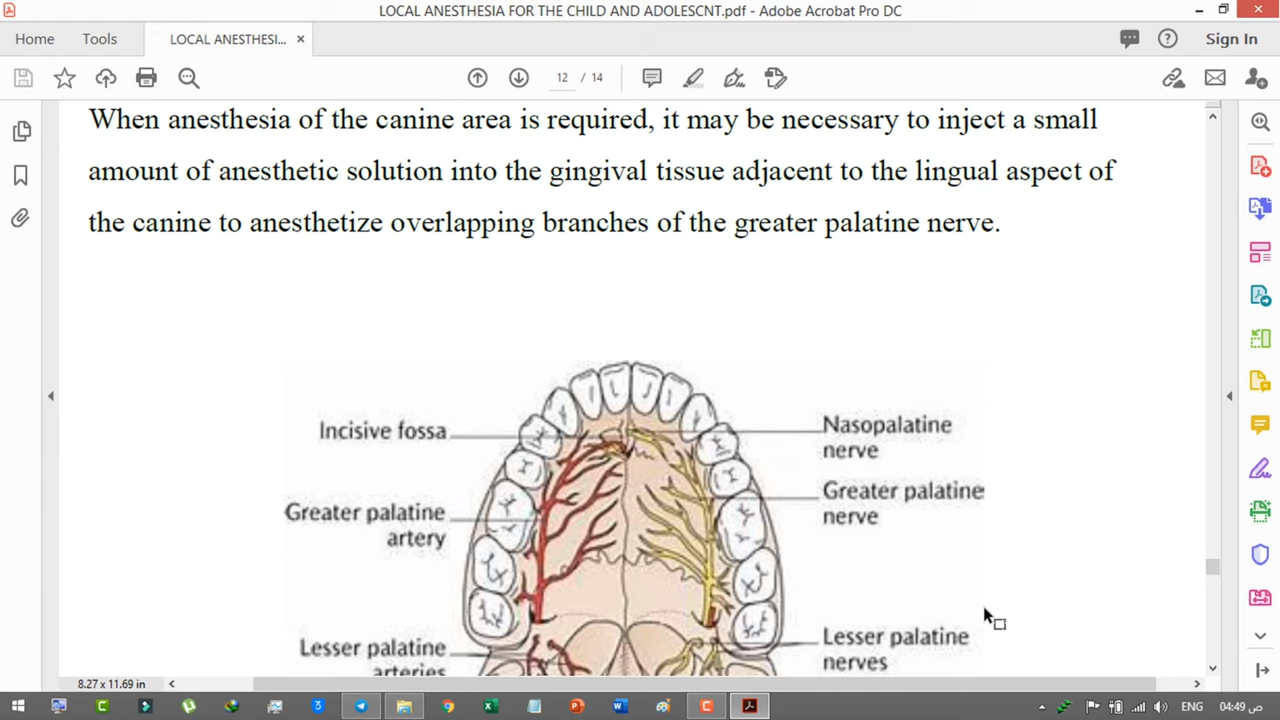 LOCAL ANESTHESIA FOR THE CHILD AND ADOLESCNT.pdf - Adobe Acrobat Pro DC
Home
Tools
LOCAL ANESTHESI...
Sign In
12 / 14
When anesthesia of the canine area is required, it may be necessary to inject a small
amount of anesthetic solution into the gingival tissue adjacent to the lingual aspect of
the canine to anesthetize overlapping branches of the greater palatine nerve.
Incisive fossa
Nasopalatine
nerve
Greater palatine
nerve
Greater palatine
artery
Lesser palatine
arteries
Lesser palatine
nerves
8.27 x 11.69 in
ENG
04:49 ص